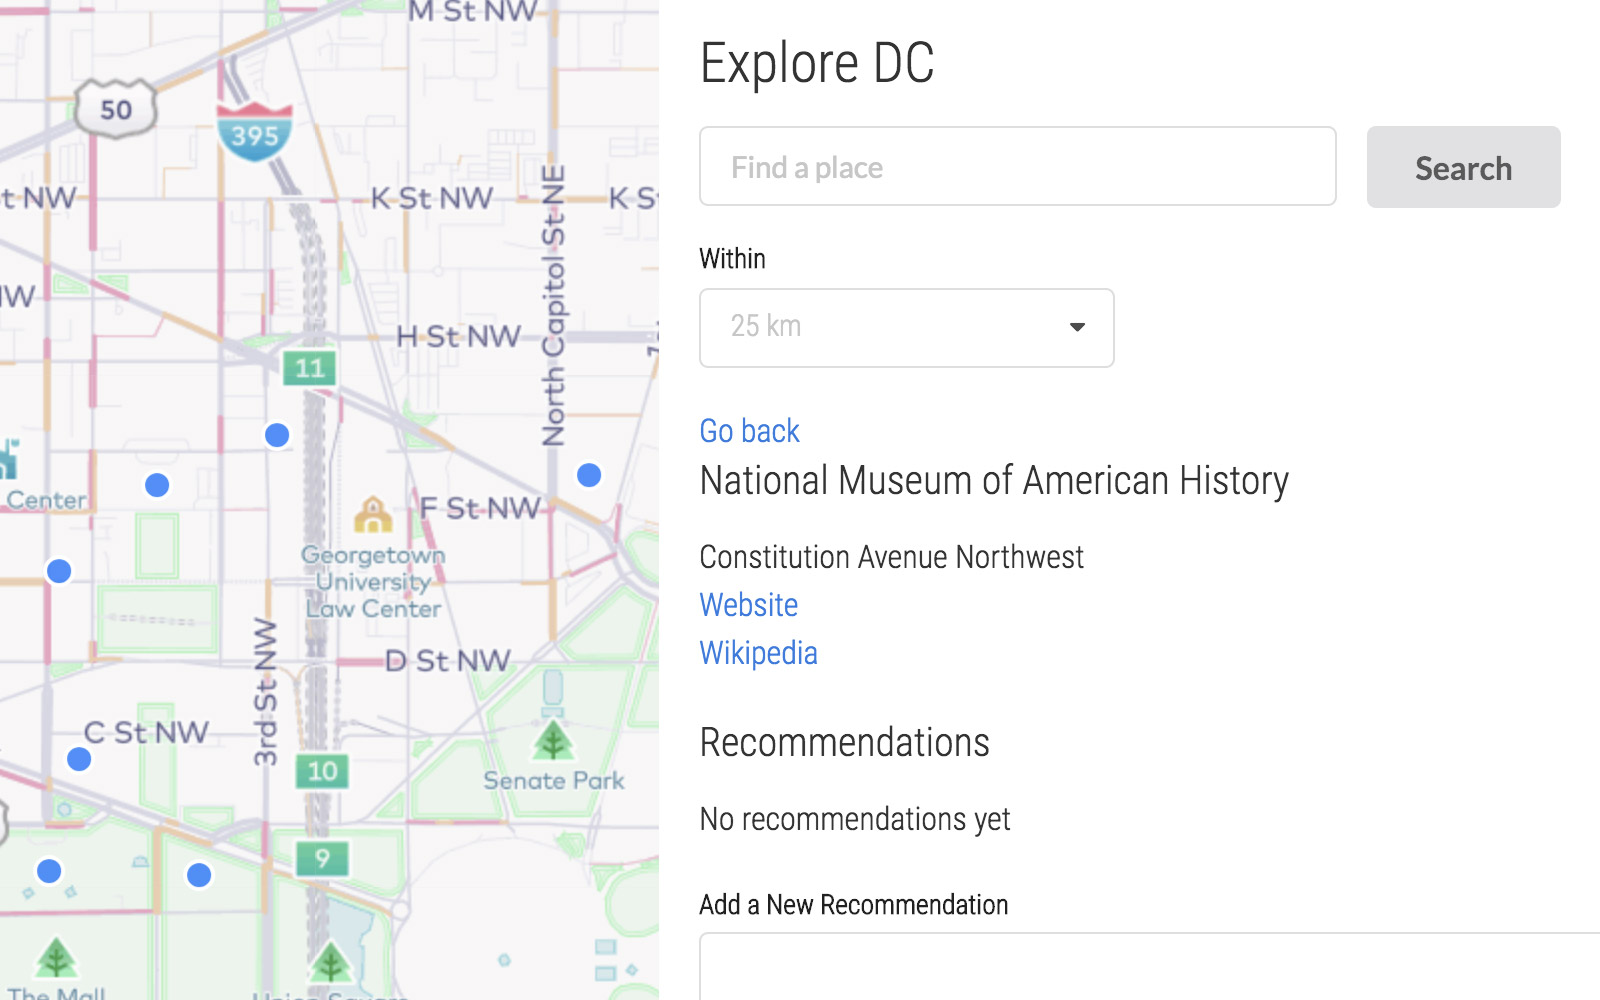 M St NW
50
395
t NW
K St NW
K S
North Capitol St NE
H St NW
11
Center
F St NW
Georgetown
University
Law Center
3rd St NW
D St NW
C St NW
10
Senate Park
9
The Mall
Union Square
Explore DC
Find a place
Search
Within
25 km
Go back
National Museum of American History
Constitution Avenue Northwest
Website
Wikipedia
Recommendations
No recommendations yet
Add a New Recommendation